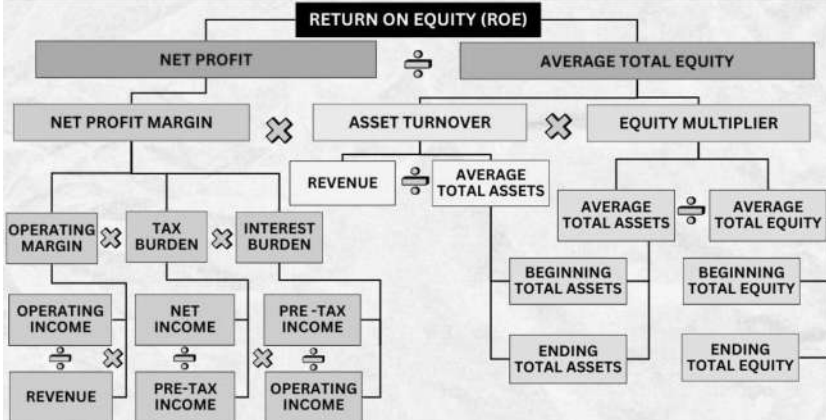 RETURN ON EQUITY (ROE)
NET PROFIT
÷
AVERAGE TOTAL EQUITY
NET PROFIT MARGIN
×
ASSET TURNOVER
×
EQUITY MULTIPLIER
REVENUE
÷
AVERAGE
TOTAL ASSETS
AVERAGE
TOTAL ASSETS
÷
AVERAGE
TOTAL EQUITY
OPERATING
MARGIN
×
TAX
BURDEN
×
INTEREST
BURDEN
BEGINNING
TOTAL ASSETS
BEGINNING
TOTAL EQUITY
OPERATING
INCOME
NET
INCOME
PRE -TAX
INCOME
÷
×
÷
×
÷
ENDING
TOTAL ASSETS
ENDING
TOTAL EQUITY
REVENUE
PRE-TAX
INCOME
OPERATING
INCOME